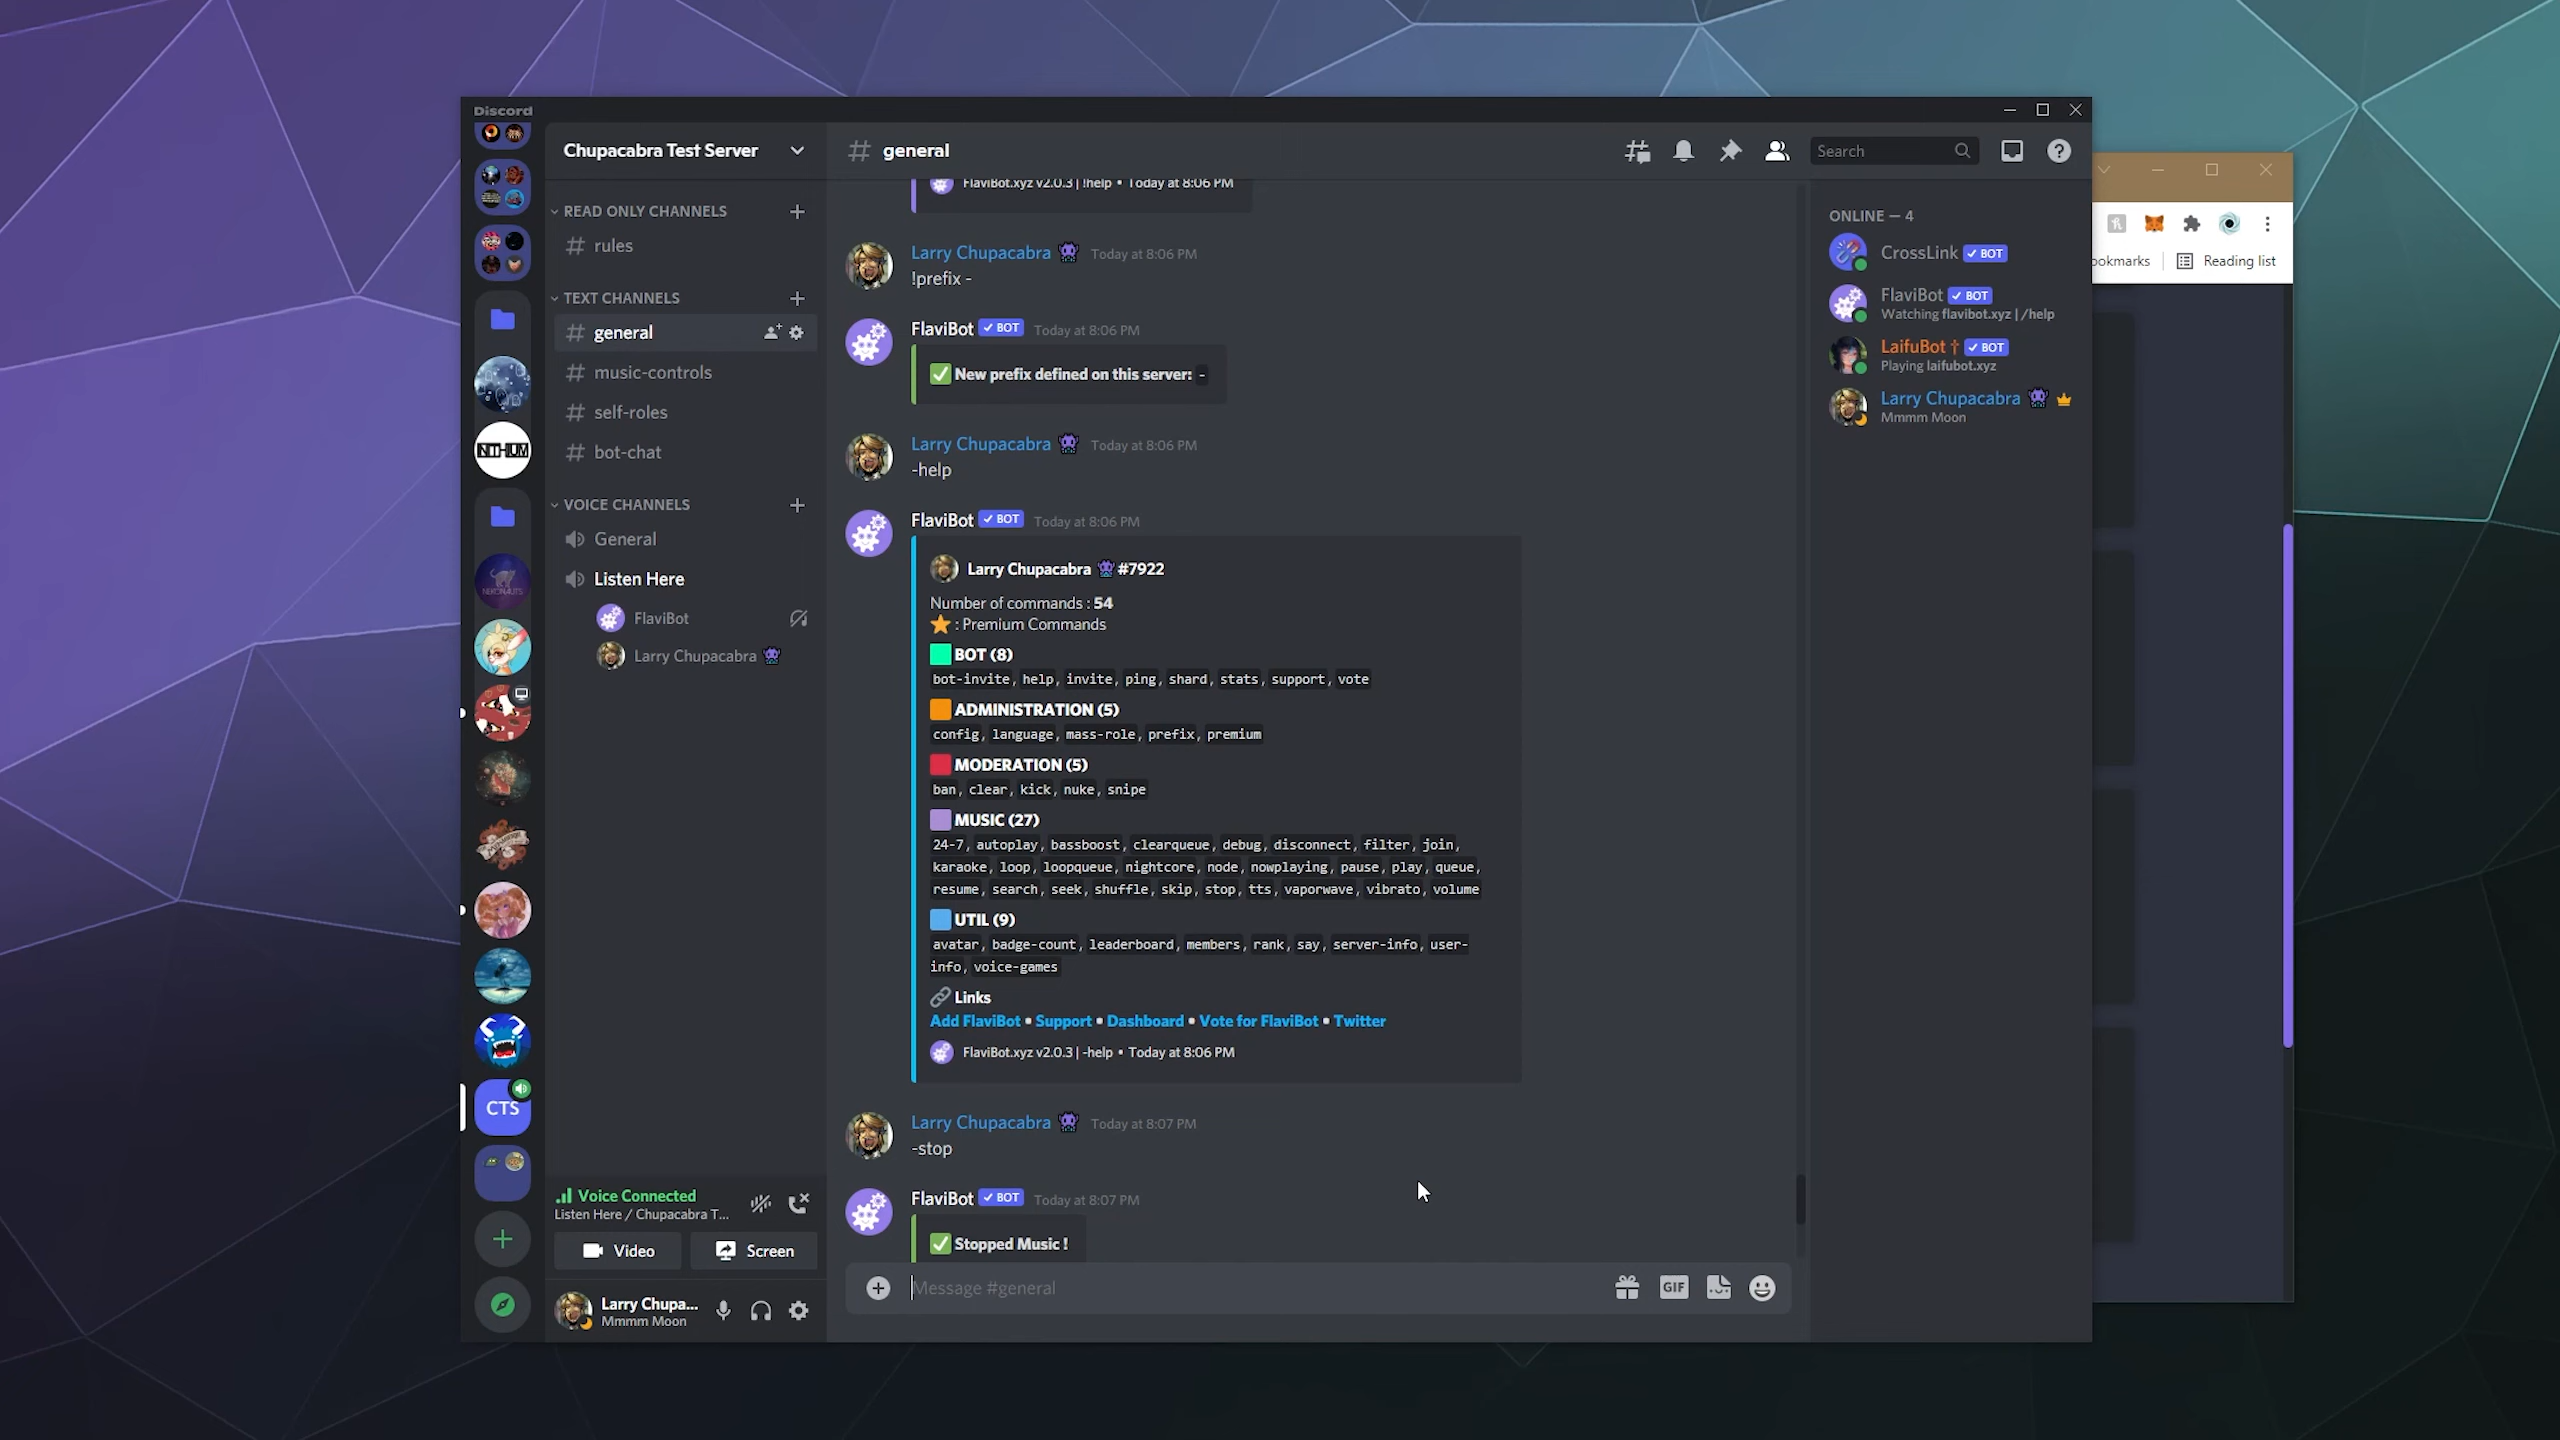 Discord
Chupacabra Test Server
READ ONLY CHANNELS
rules
TEXT CHANNELS
general
music-controls
self-roles
bot-chat
VOICE CHANNELS
General
Listen Here
FlaviBot
Larry Chupacabra
NEKONAUTS
CTS
Voice Connected
Listen Here / Chupacabra T...
Video
Screen
Larry Chupa...
Mmmm Moon
general
Search
FlaviBot.xyz v2.0.3 | !help • Today at 8:06 PM
Larry Chupacabra Today at 8:06 PM
!prefix -
FlaviBot ✓ BOT Today at 8:06 PM
✅ New prefix defined on this server: -
Larry Chupacabra Today at 8:06 PM
-help
FlaviBot ✓ BOT Today at 8:06 PM
Larry Chupacabra #7922
Number of commands : 54
: Premium Commands
BOT (8)
bot-invite, help, invite, ping, shard, stats, support, vote
ADMINISTRATION (5)
config, language, mass-role, prefix, premium
MODERATION (5)
ban, clear, kick, nuke, snipe
MUSIC (27)
24-7, autoplay, bassboost, clearqueue, debug, disconnect, filter, join,
karaoke, loop, loopqueue, nightcore, node, nowplaying, pause, play, queue,
resume, search, seek, shuffle, skip, stop, tts, vaporwave, vibrato, volume
UTIL (9)
avatar, badge-count, leaderboard, members, rank, say, server-info, user-
info, voice-games
Links
Add FlaviBot • Support • Dashboard • Vote for FlaviBot • Twitter
FlaviBot.xyz v2.0.3 | -help • Today at 8:06 PM
Larry Chupacabra Today at 8:07 PM
-stop
FlaviBot ✓ BOT Today at 8:07 PM
✅ Stopped Music !
Message #general
GIF
ONLINE — 4
CrossLink ✓ BOT
FlaviBot ✓ BOT
Watching flavibot.xyz | /help
LaifuBot † ✓ BOT
Playing laifubot.xyz
Larry Chupacabra
Mmmm Moon
ookmarks
Reading list